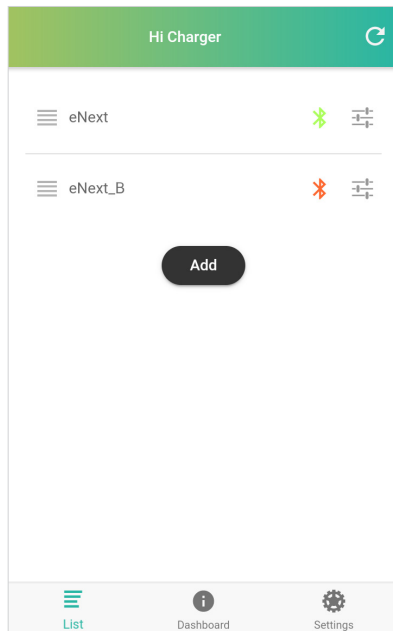 Hi Charger
eNext
eNext_B
Add
List
Dashboard
Settings